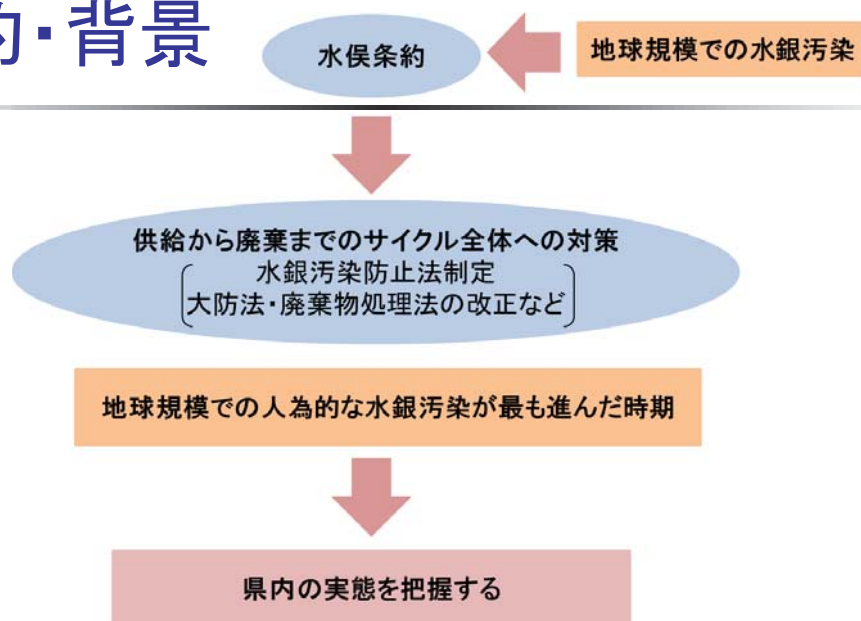 的・背景
水俣条約
地球規模での水銀汚染
供給から廃棄までのサイクル全体への対策
水銀汚染防止法制定
大防法・廃棄物処理法の改正など
地球規模での人為的な水銀汚染が最も進んだ時期
県内の実態を把握する